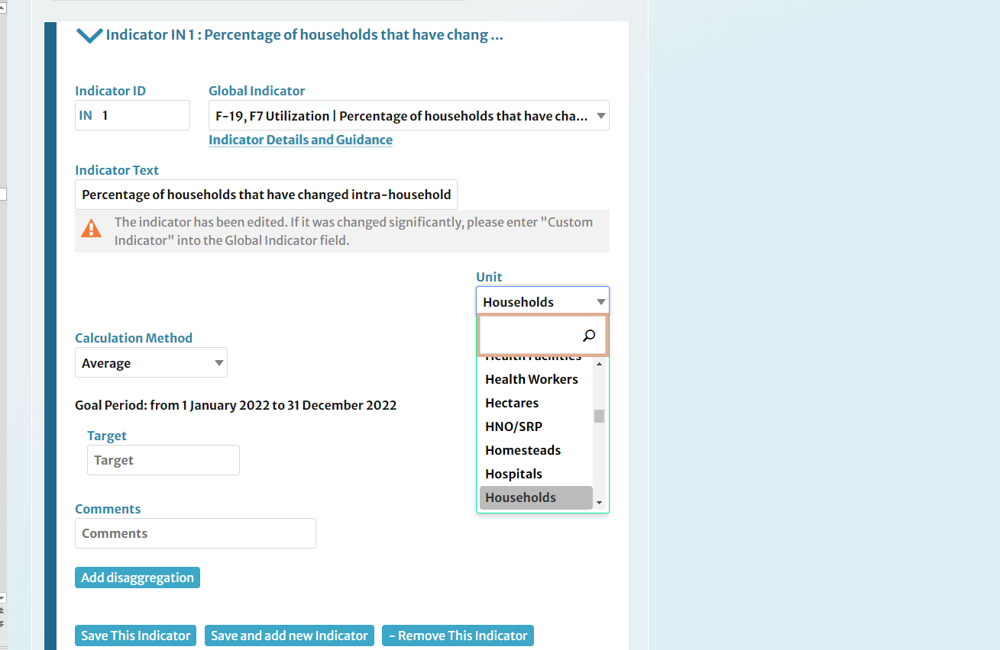 Indicator IN 1 : Percentage of households that have chang ...
Indicator ID
Global Indicator
IN 1
F-19, F7 Utilization | Percentage of households that have cha...
Indicator Details and Guidance
Indicator Text
Percentage of households that have changed intra-household
The indicator has been edited. If it was changed significantly, please enter "Custom
Indicator" into the Global Indicator field.
Unit
Households
Calculation Method
Average
Health Facilities
Health Workers
Hectares
HNO/SRP
Homesteads
Hospitals
Households
Goal Period: from 1 January 2022 to 31 December 2022
Target
Target
Comments
Comments
Add disaggregation
Save This Indicator
Save and add new Indicator
- Remove This Indicator